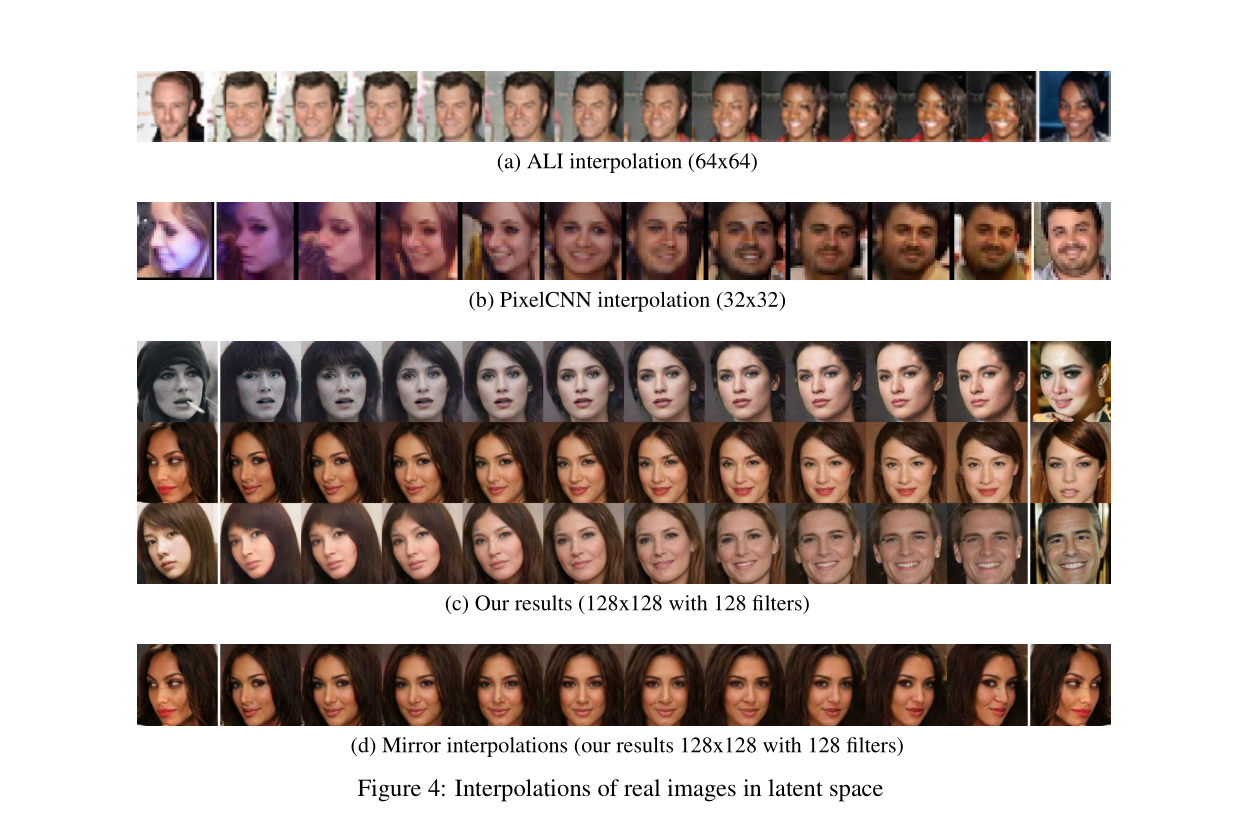 (a) ALI interpolation (64x64)
(b) PixelCNN interpolation (32x32)
(c) Our results (128x128 with 128 filters)
(d) Mirror interpolations (our results 128x128 with 128 filters)
Figure 4: Interpolations of real images in latent space